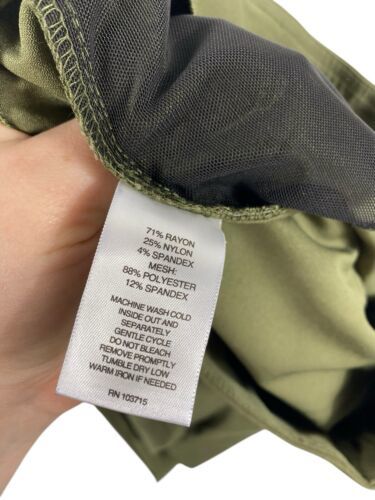 71% RAYON
25% NYLON
4% SPANDEX
MESH:
88% POLYESTER
12% SPANDEX
MACHINE WASH COLD
INSIDE OUT AND
SEPARATELY
GENTLE CYCLE
DO NOT BLEACH
REMOVE PROMPTLY
TUMBLE DRY LOW
WARM IRON IF NEEDED
RN 103715